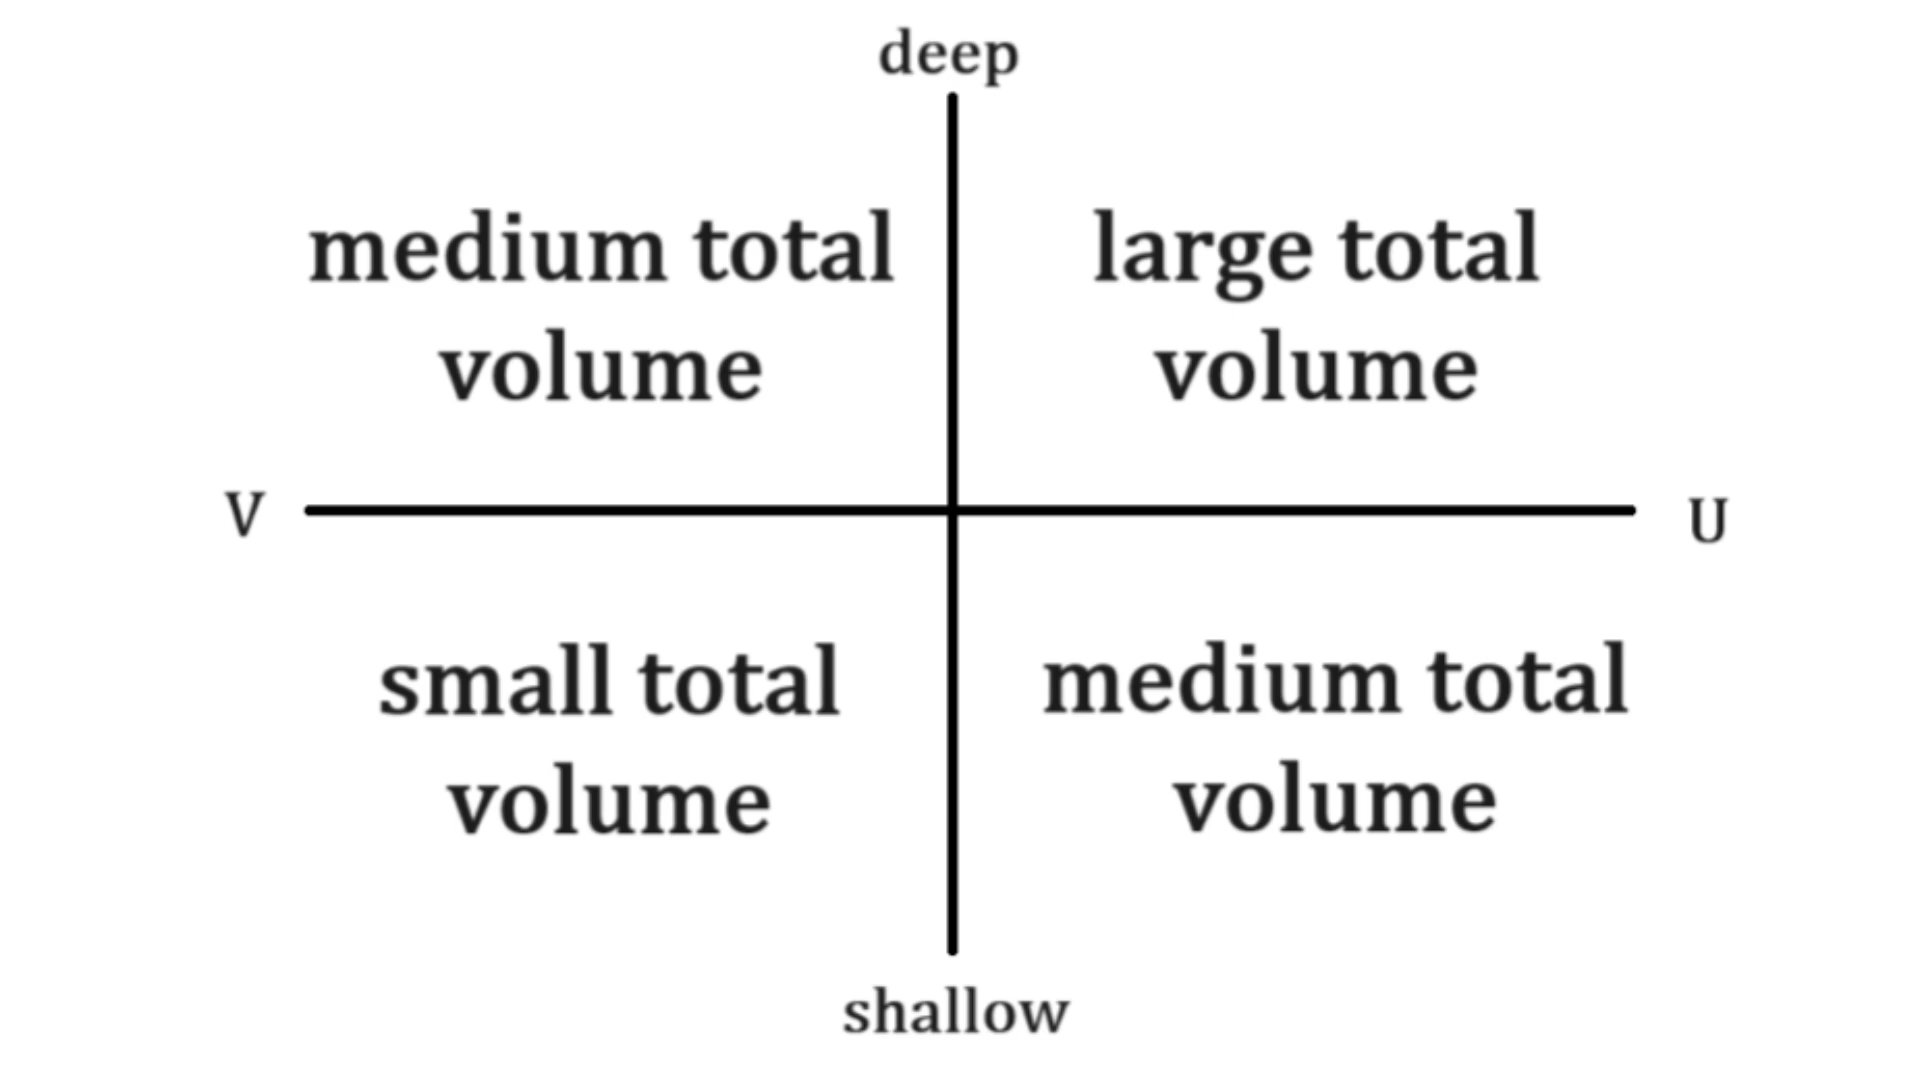 deep
medium total
volume
large total
volume
V
U
small total
volume
medium total
volume
shallow